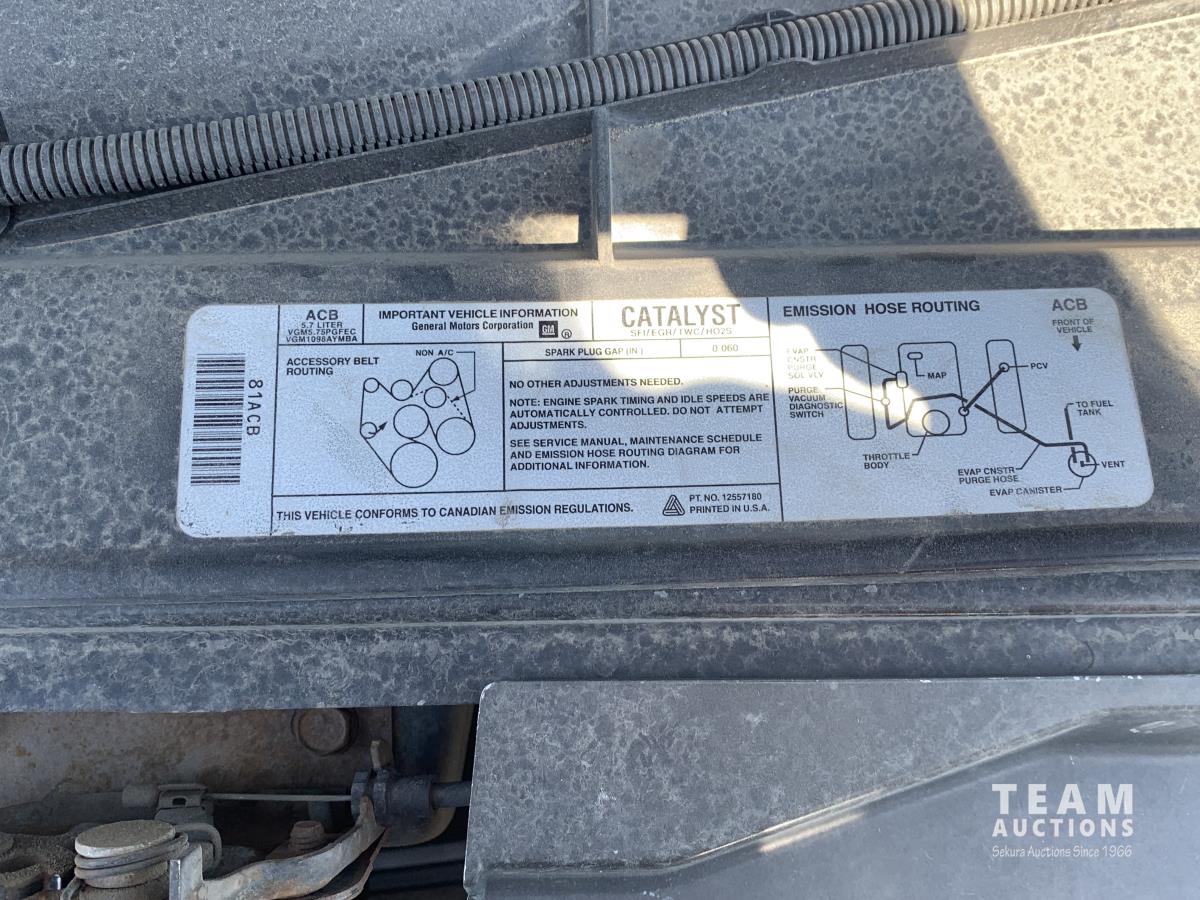 81ACB
ACB
5.7 LITER
VGM5.75PGFEC
VGM1098AYMBA
IMPORTANT VEHICLE INFORMATION
General Motors Corporation GM ®
CATALYST
SFI/EGR/TWC/HO2S
ACCESSORY BELT
ROUTING
NON A/C
SPARK PLUG GAP (IN.) 0.060
NO OTHER ADJUSTMENTS NEEDED.
NOTE: ENGINE SPARK TIMING AND IDLE SPEEDS ARE
AUTOMATICALLY CONTROLLED. DO NOT ATTEMPT
ADJUSTMENTS.
SEE SERVICE MANUAL, MAINTENANCE SCHEDULE
AND EMISSION HOSE ROUTING DIAGRAM FOR
ADDITIONAL INFORMATION.
THIS VEHICLE CONFORMS TO CANADIAN EMISSION REGULATIONS.
PT. NO. 12557180
PRINTED IN U.S.A.
EMISSION HOSE ROUTING
ACB
FRONT OF
VEHICLE
EVAP
CNSTR
PURGE
SOL VLV
PURGE
VACUUM
DIAGNOSTIC
SWITCH
MAP
PCV
THROTTLE
BODY
TO FUEL
TANK
EVAP CNSTR
PURGE HOSE
VENT
EVAP CANISTER
TEAM
AUCTIONS
Sekura Auctions Since 1966